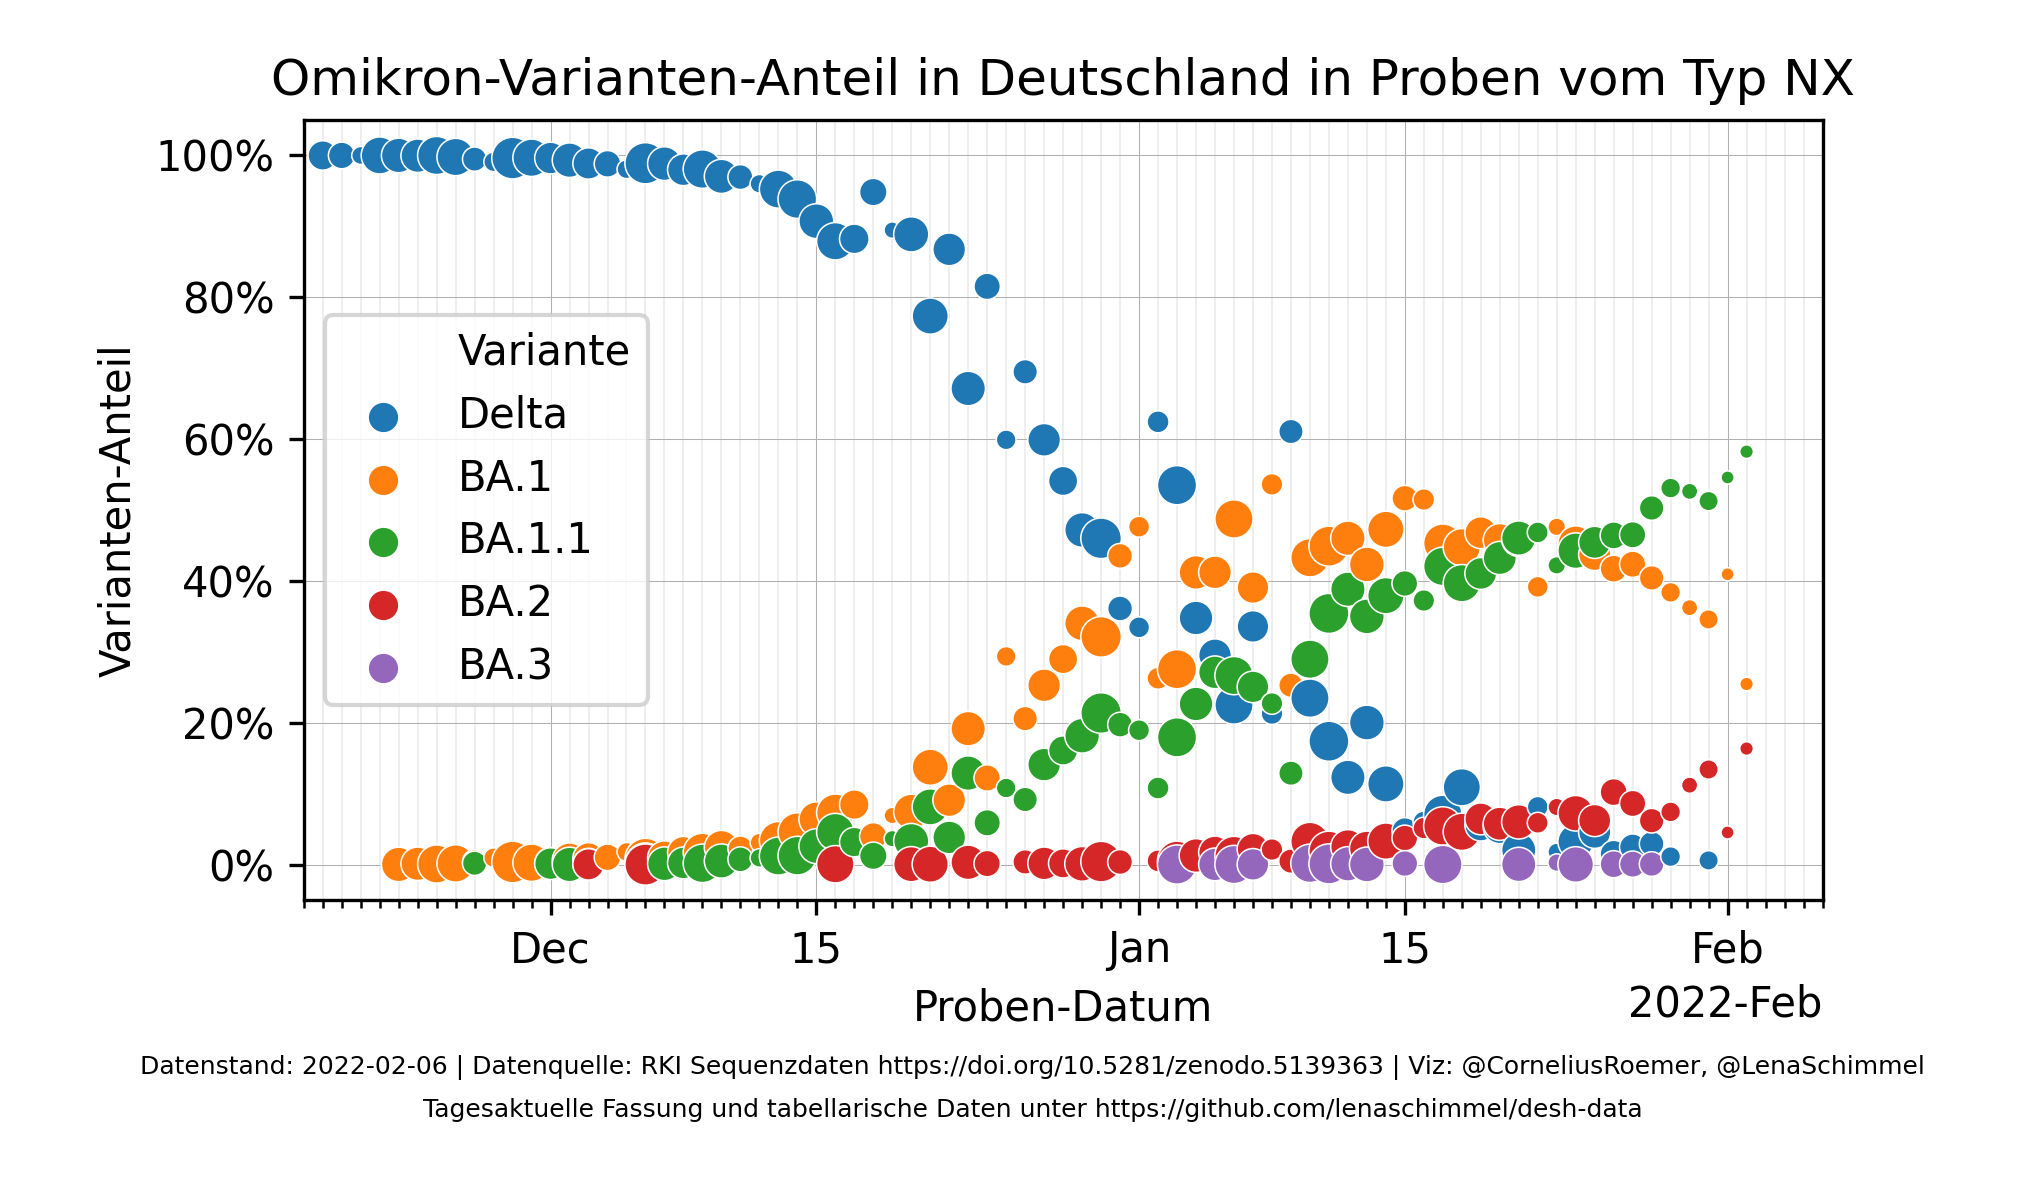 Omikron-Varianten-Anteil in Deutschland in Proben vom Typ NX
100%
80%
60%
40%
20%
0%
Varianten-Anteil
Variante
Delta
BA.1
BA.1.1
BA.2
BA.3
Dec
15
Jan
15
Feb
2022-Feb
Proben-Datum
Datenstand: 2022-02-06 | Datenquelle: RKI Sequenzdaten https://doi.org/10.5281/zenodo.5139363 | Viz: @CorneliusRoemer, @LenaSchimmel
Tagesaktuelle Fassung und tabellarische Daten unter https://github.com/lenaschimmel/desh-data